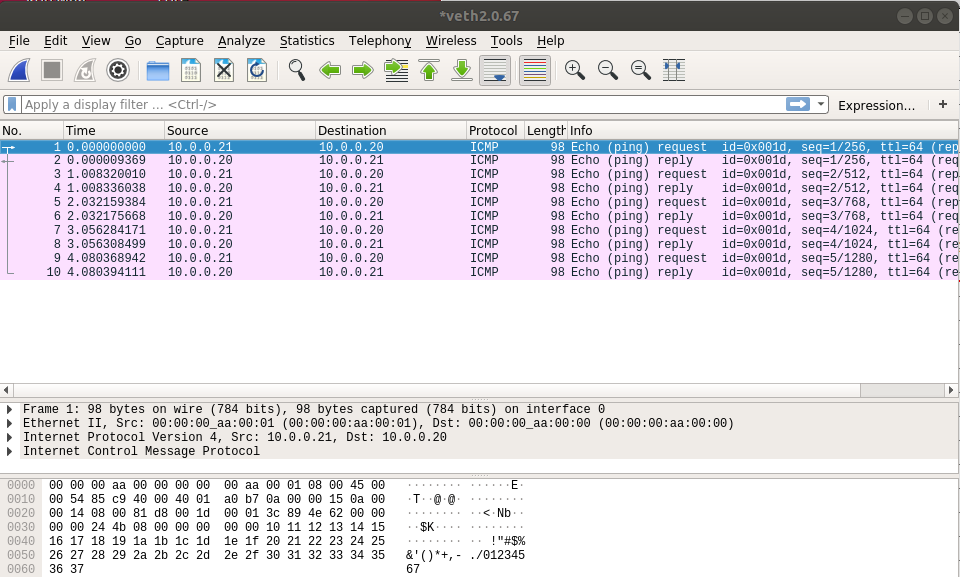 *veth2.0.67
File Edit View Go Capture Analyze Statistics Telephony Wireless Tools Help
Apply a display filter ... <Ctrl-/> Expression... +
No. Time Source Destination Protocol Length Info
1 0.000000000 10.0.0.21 10.0.0.20 ICMP 98 Echo (ping) request id=0x001d, seq=1/256, ttl=64 (rep
2 0.000009369 10.0.0.20 10.0.0.21 ICMP 98 Echo (ping) reply id=0x001d, seq=1/256, ttl=64 (req
3 1.008320010 10.0.0.21 10.0.0.20 ICMP 98 Echo (ping) request id=0x001d, seq=2/512, ttl=64 (rep
4 1.008336038 10.0.0.20 10.0.0.21 ICMP 98 Echo (ping) reply id=0x001d, seq=2/512, ttl=64 (req
5 2.032159384 10.0.0.21 10.0.0.20 ICMP 98 Echo (ping) request id=0x001d, seq=3/768, ttl=64 (rep
6 2.032175668 10.0.0.20 10.0.0.21 ICMP 98 Echo (ping) reply id=0x001d, seq=3/768, ttl=64 (req
7 3.056284171 10.0.0.21 10.0.0.20 ICMP 98 Echo (ping) request id=0x001d, seq=4/1024, ttl=64 (re
8 3.056308499 10.0.0.20 10.0.0.21 ICMP 98 Echo (ping) reply id=0x001d, seq=4/1024, ttl=64 (re
9 4.080368942 10.0.0.21 10.0.0.20 ICMP 98 Echo (ping) request id=0x001d, seq=5/1280, ttl=64 (re
10 4.080394111 10.0.0.20 10.0.0.21 ICMP 98 Echo (ping) reply id=0x001d, seq=5/1280, ttl=64 (re
Frame 1: 98 bytes on wire (784 bits), 98 bytes captured (784 bits) on interface 0
Ethernet II, Src: 00:00:00_aa:00:01 (00:00:00:aa:00:01), Dst: 00:00:00_aa:00:00 (00:00:00:aa:00:00)
Internet Protocol Version 4, Src: 10.0.0.21, Dst: 10.0.0.20
Internet Control Message Protocol
0000 00 00 00 aa 00 00 00 00 00 aa 00 01 08 00 45 00 ········ ······E·
0010 00 54 85 c9 40 00 40 01 a0 b7 0a 00 00 15 0a 00 ·T··@·@· ········
0020 00 14 08 00 81 d8 00 1d 00 01 3c 89 4e 62 00 00 ········ ··<·Nb··
0030 00 00 24 4b 08 00 00 00 00 00 10 11 12 13 14 15 ··$K···· ········
0040 16 17 18 19 1a 1b 1c 1d 1e 1f 20 21 22 23 24 25 ········ ·· !"#$%
0050 26 27 28 29 2a 2b 2c 2d 2e 2f 30 31 32 33 34 35 &'()*+,- ./012345
0060 36 37 67